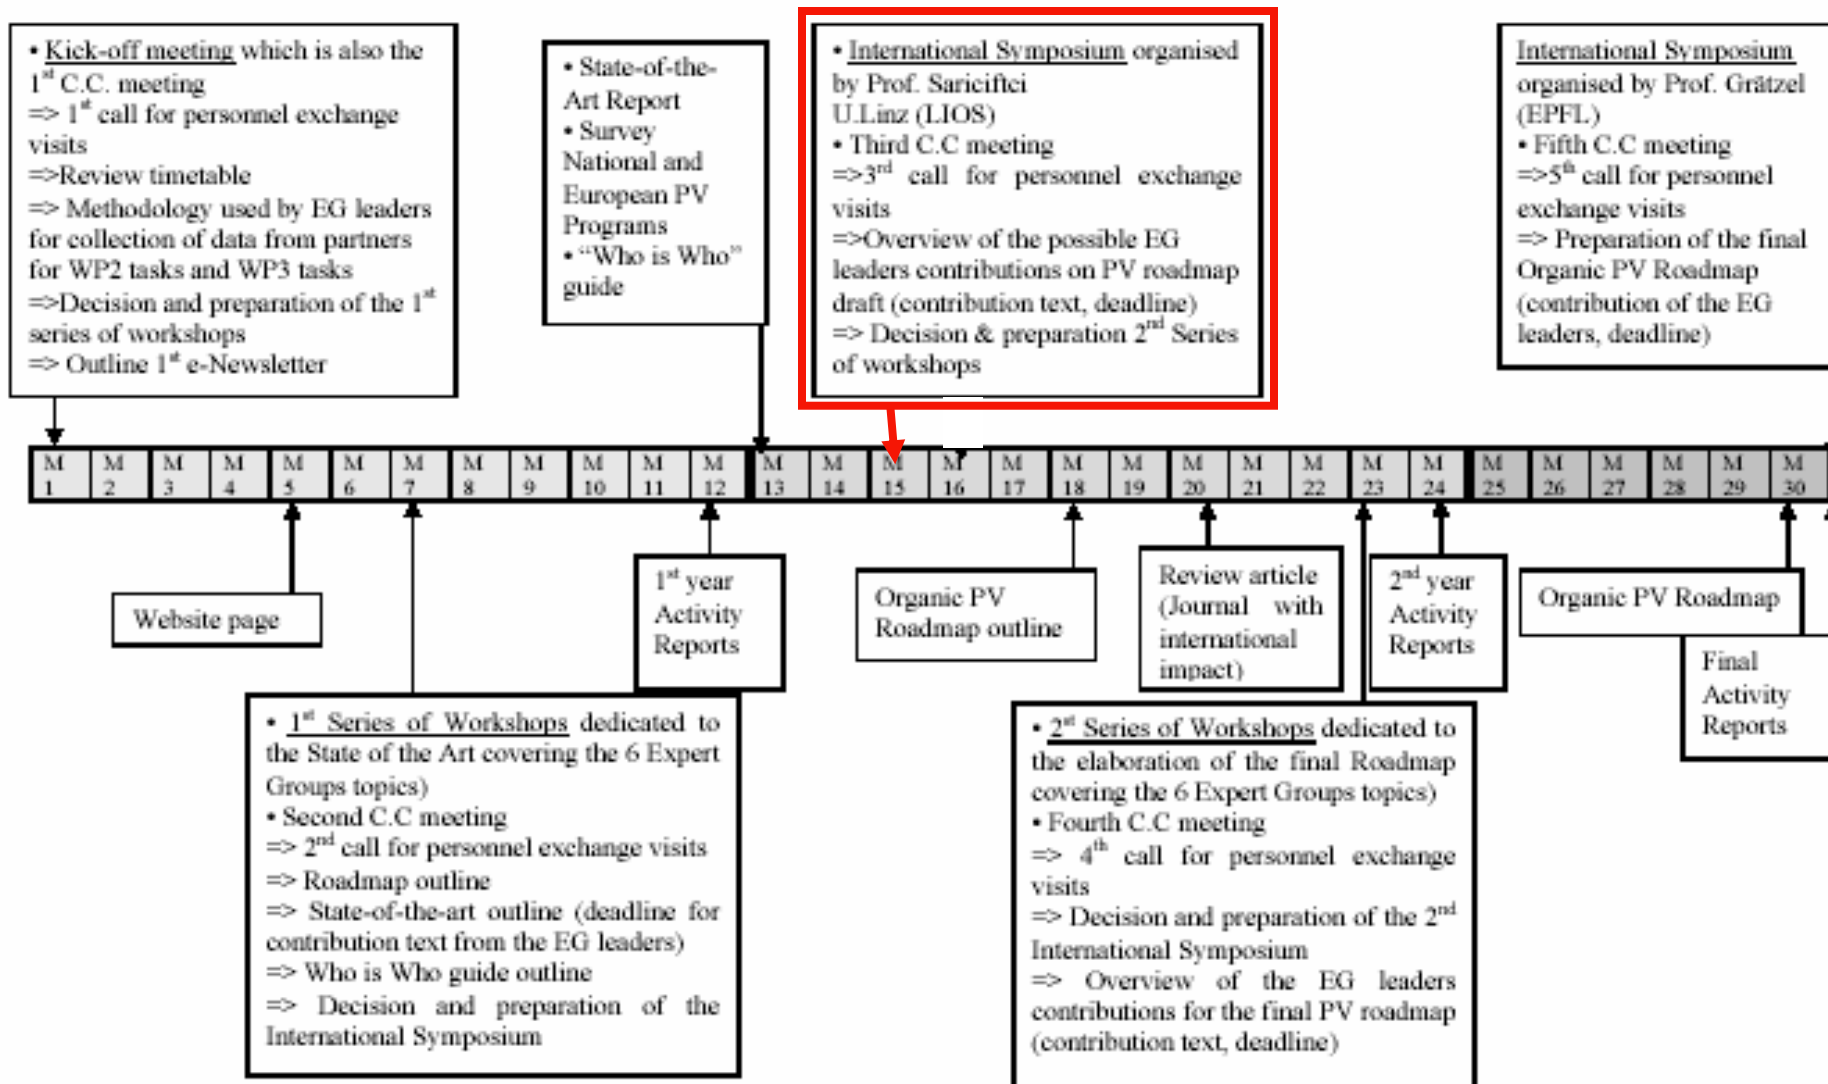 • Kick-off meeting which is also the
1st C.C. meeting
=> 1st call for personnel exchange
visits
=>Review timetable
=> Methodology used by EG leaders
for collection of data from partners
for WP2 tasks and WP3 tasks
=>Decision and preparation of the 1st
series of workshops
=> Outline 1st e-Newsletter
• State-of-the-
Art Report
• Survey
National and
European PV
Programs
• “Who is Who”
guide
• International Symposium organised
by Prof. Sariciftci
U.Linz (LIOS)
• Third C.C meeting
=>3rd call for personnel exchange
visits
=>Overview of the possible EG
leaders contributions on PV roadmap
draft (contribution text, deadline)
=> Decision & preparation 2nd Series
of workshops
International Symposium
organised by Prof. Grätzel
(EPFL)
• Fifth C.C meeting
=>5th call for personnel
exchange visits
=> Preparation of the final
Organic PV Roadmap
(contribution of the EG
leaders, deadline)
M M M M M M M M M M M M M M M M M M M M M M M M M M M M M M
1 2 3 4 5 6 7 8 9 10 11 12 13 14 15 16 17 18 19 20 21 22 23 24 25 26 27 28 29 30
Website page
1st year
Activity
Reports
Organic PV
Roadmap outline
Review article
(Journal with
international
impact)
2nd year
Activity
Reports
Organic PV Roadmap
Final
Activity
Reports
• 1st Series of Workshops dedicated to
the State of the Art covering the 6 Expert
Groups topics)
• Second C.C meeting
=> 2nd call for personnel exchange visits
=> Roadmap outline
=> State-of-the-art outline (deadline for
contribution text from the EG leaders)
=> Who is Who guide outline
=> Decision and preparation of the
International Symposium
• 2st Series of Workshops dedicated to
the elaboration of the final Roadmap
covering the 6 Expert Groups topics)
• Fourth C.C meeting
=> 4th call for personnel exchange
visits
=> Decision and preparation of the 2nd
International Symposium
=> Overview of the EG leaders
contributions for the final PV roadmap
(contribution text, deadline)